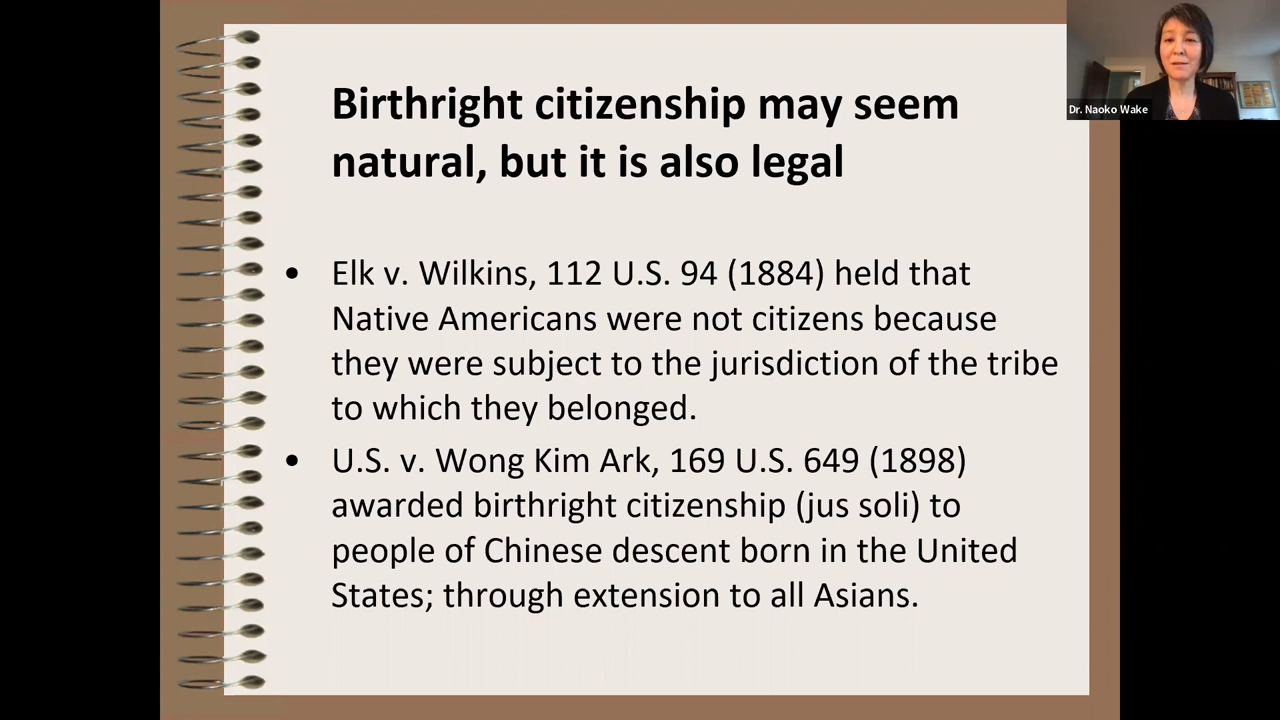 Birthright citizenship may seem
natural, but it is also legal
Dr. Naoko Wake
• Elk v. Wilkins, 112 U.S. 94 (1884) held that
Native Americans were not citizens because
they were subject to the jurisdiction of the tribe
to which they belonged.
• U.S. v. Wong Kim Ark, 169 U.S. 649 (1898)
awarded birthright citizenship (jus soli) to
people of Chinese descent born in the United
States; through extension to all Asians.